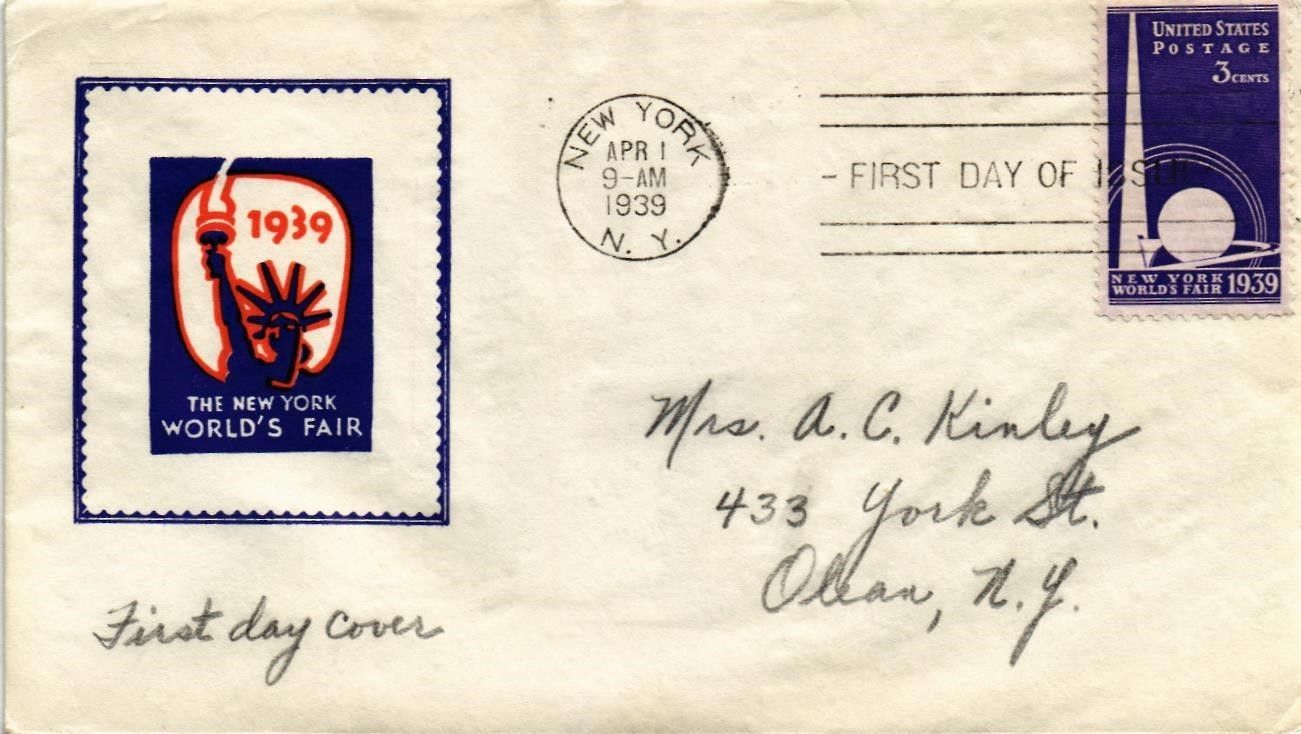 1939
THE NEW YORK
WORLD'S FAIR
NEW YORK
APR 1
9-AM
1939
N. Y.
- FIRST DAY OF ISSUE -
UNITED STATES
POSTAGE
3 CENTS
NEW YORK
WORLD'S FAIR 1939
Mrs. A. C. Kinley
433 York St.
Olean, N.Y.
First day cover